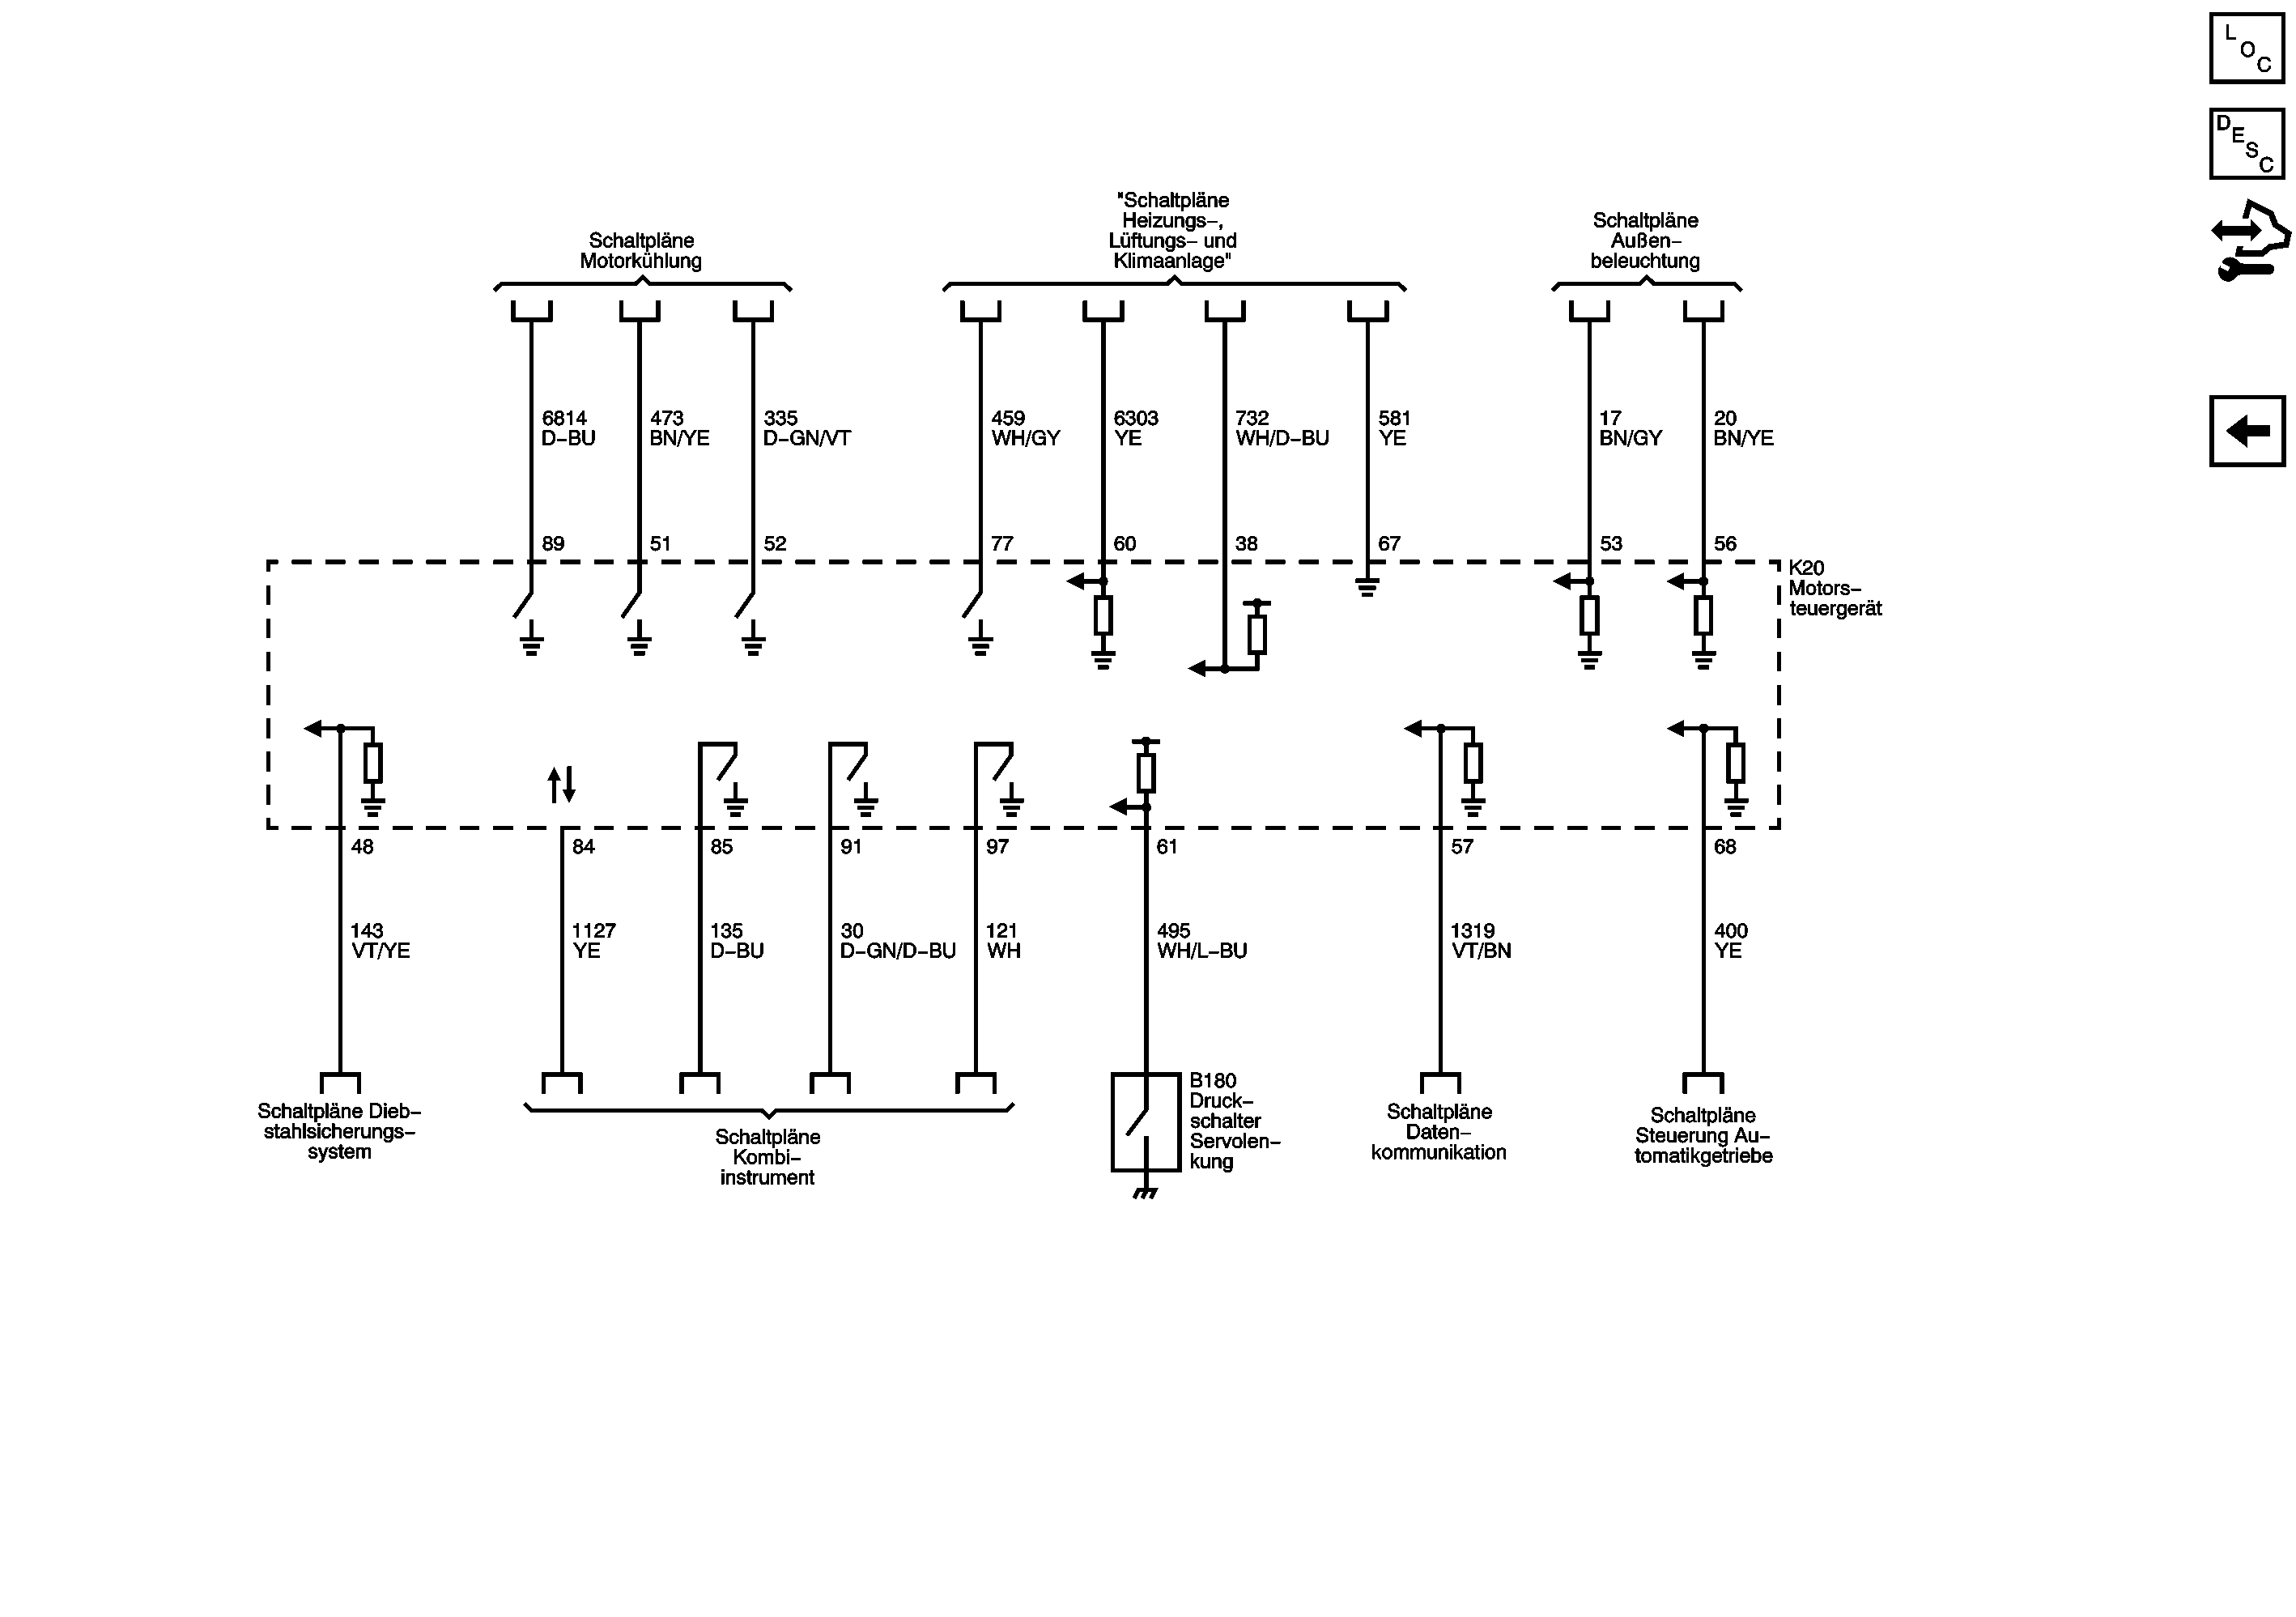 L
O
C
D
E
S
C
Schaltpläne
Motorkühlung
"Schaltpläne
Heizungs-,
Lüftungs- und
Klimaanlage"
Schaltpläne
Außen-
beleuchtung
6814
D-BU
473
BN/YE
335
D-GN/VT
459
WH/GY
6303
YE
732
WH/D-BU
581
YE
17
BN/GY
20
BN/YE
89
51
52
77
60
38
67
53
56
K20
Motors-
teuergerät
48
84
85
91
97
61
57
68
143
VT/YE
1127
YE
135
D-BU
30
D-GN/D-BU
121
WH
495
WH/L-BU
1319
VT/BN
400
YE
Schaltpläne Dieb-
stahlsicherungs-
system
Schaltpläne
Kombi-
instrument
B180
Druck-
schalter
Servolen-
kung
Schaltpläne
Daten-
kommunikation
Schaltpläne
Steuerung Au-
tomatikgetriebe